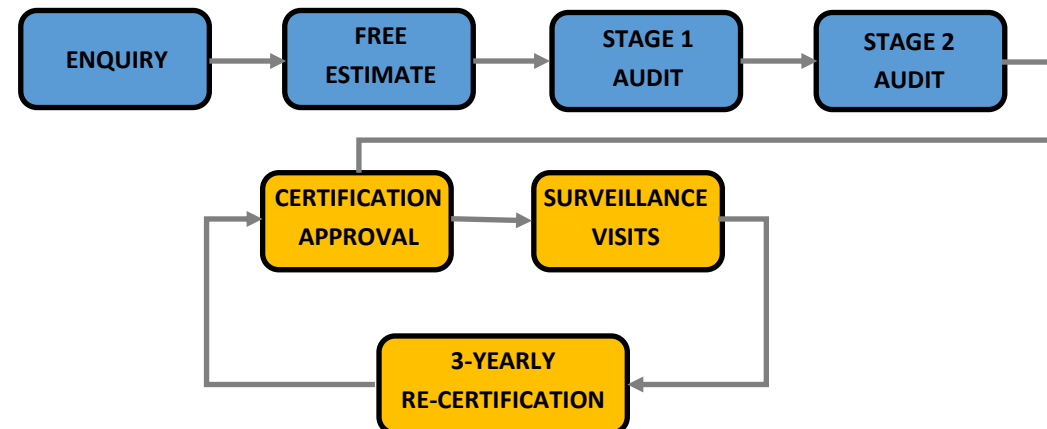 ENQUIRY
FREE
ESTIMATE
STAGE 1
AUDIT
STAGE 2
AUDIT
CERTIFICATION
APPROVAL
SURVEILLANCE
VISITS
3-YEARLY
RE-CERTIFICATION